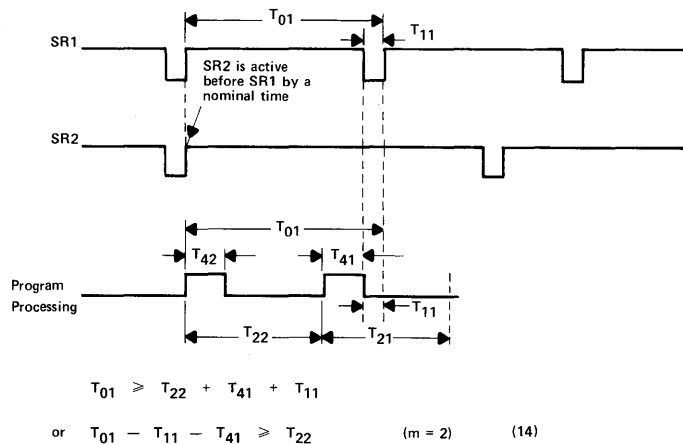 T01
SR1
T11
SR2 is active
before SR1 by a
nominal time
SR2
T01
T42
T41
Program
Processing
T11
T22
T21
T01 ⩾ T22 + T41 + T11
or T01 − T11 − T41 ⩾ T22 (m = 2) (14)